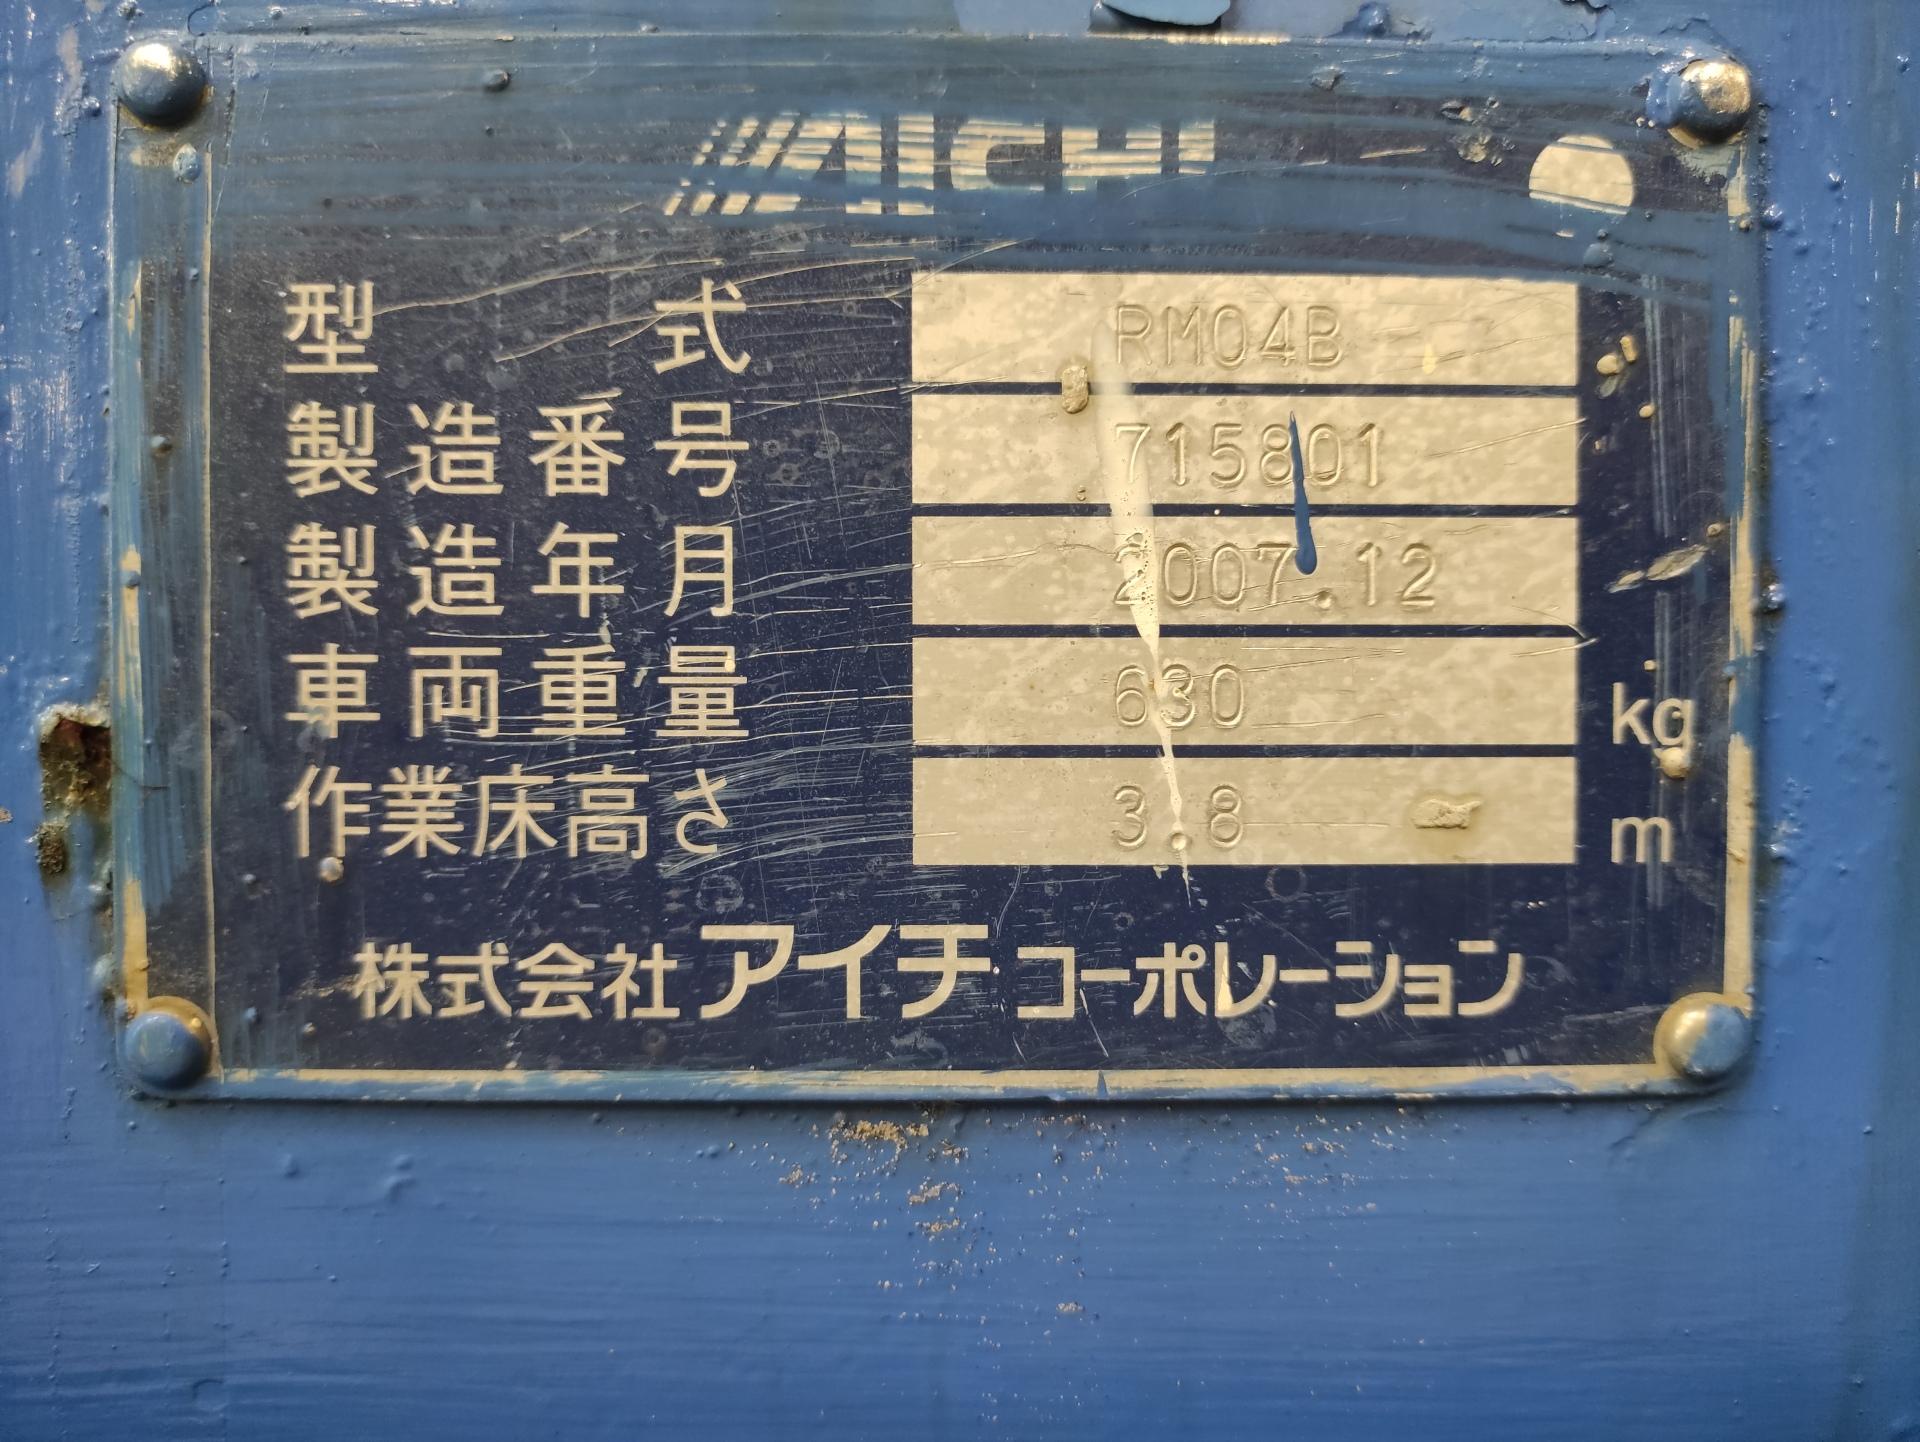 AICHI
型式 RM04B
製造番号 715801
製造年月 2007.12
車両重量 630 kg
作業床高さ 3.8 m
株式会社アイチコーポレーション